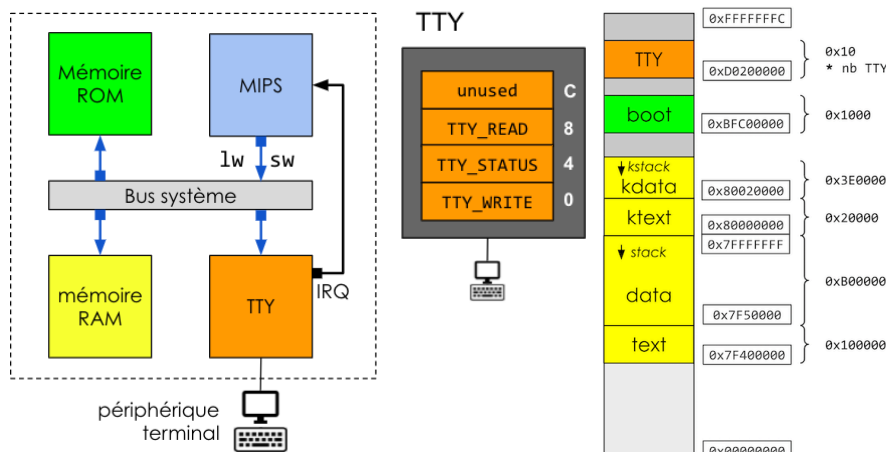 Mémoire
ROM
MIPS
lw
sw
Bus système
mémoire
RAM
TTY
IRQ
périphérique
terminal
TTY
unused
C
TTY_READ
8
TTY_STATUS
4
TTY_WRITE
0
0xFFFFFFFC
TTY
0xD0200000
0x10
* nb TTY
boot
0xBFC00000
0x1000
kstack
kdata
0x80020000
0x3E0000
ktext
0x80000000
0x20000
0x7FFFFFFF
stack
data
0x7F500000
0xB00000
text
0x7F400000
0x100000
0x00000000